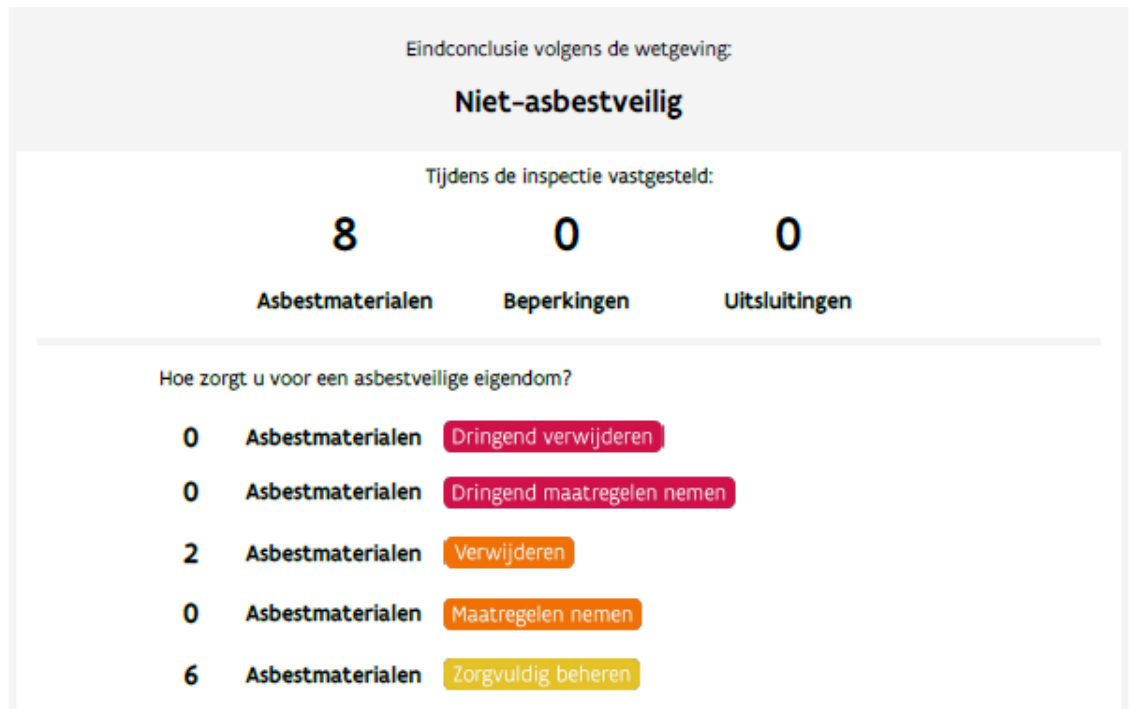 Eindconclusie volgens de wetgeving:
Niet-asbestveilig
Tijdens de inspectie vastgesteld:
8 0 0
Asbestmaterialen Beperkingen Uitsluitingen
Hoe zorgt u voor een asbestveilige eigendom?
0 Asbestmaterialen Dringend verwijderen
0 Asbestmaterialen Dringend maatregelen nemen
2 Asbestmaterialen Verwijderen
0 Asbestmaterialen Maatregelen nemen
6 Asbestmaterialen Zorgvuldig beheren